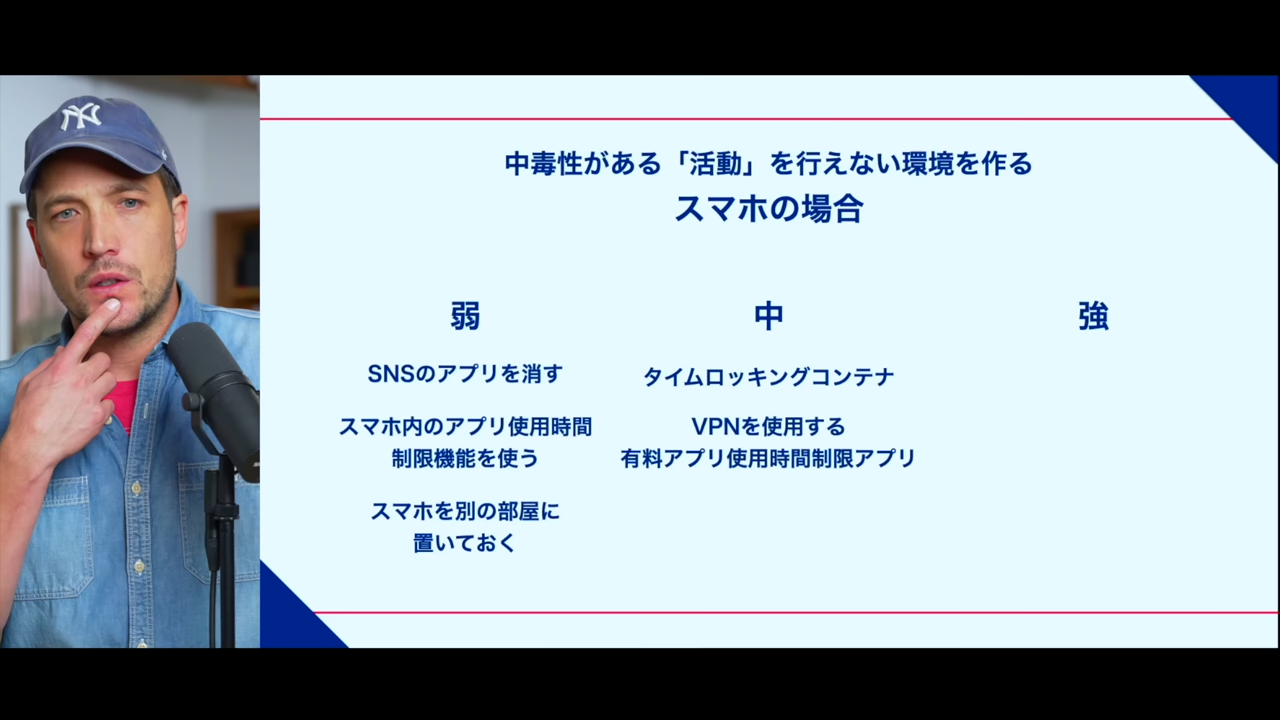 NY
中毒性がある「活動」を行えない環境を作る
スマホの場合
弱
中
強
SNSのアプリを消す
スマホ内のアプリ使用時間
制限機能を使う
スマホを別の部屋に
置いておく
タイムロッキングコンテナ
VPNを使用する
有料アプリ使用時間制限アプリ